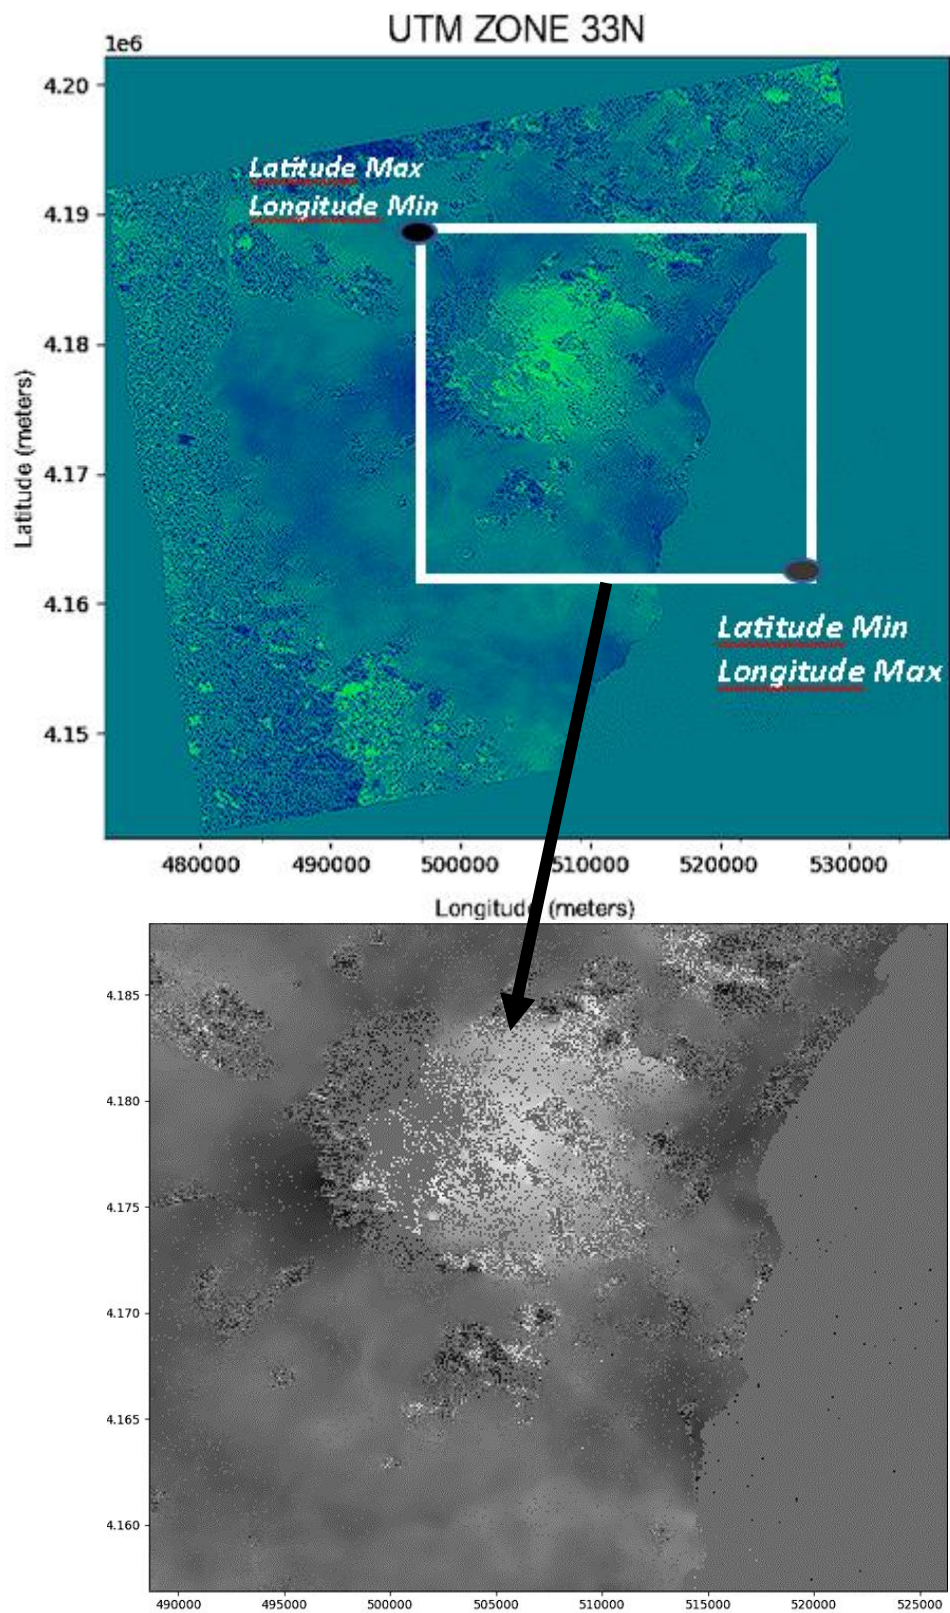 UTM ZONE 33N
1e6
4.20
Latitude Max
4.19
Longitude Min
4.18
Latitude (meters)
4.17
4.16
Latitude Min
Longitude Max
4.15
480000 490000 500000 510000 520000 530000
Longitude (meters)
4.185
4.180
4.175
4.170
4.165
4.160
490000 495000 500000 505000 510000 515000 520000 525000